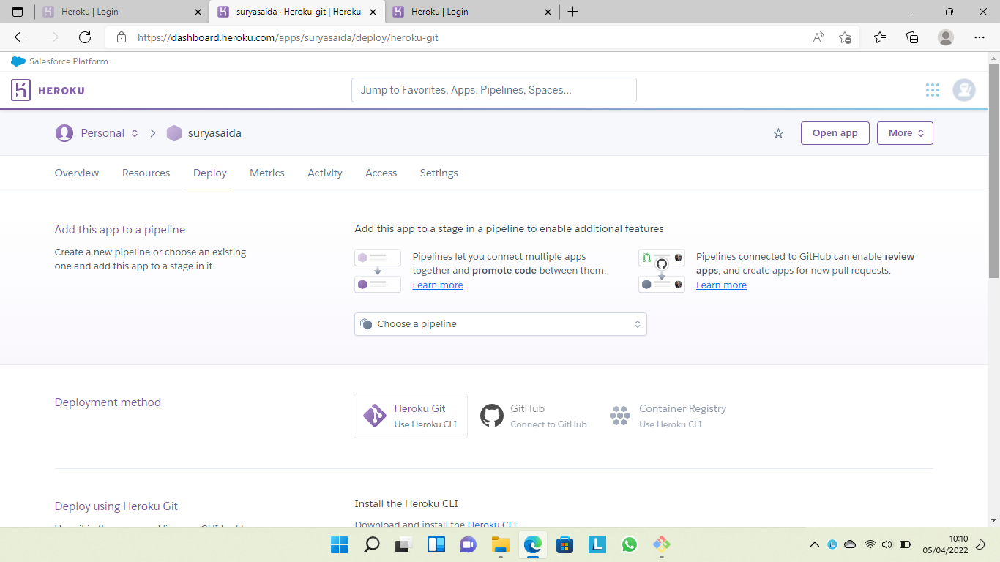 Heroku | Login
suryasaida · Heroku-git | Heroku
Heroku | Login
https://dashboard.heroku.com/apps/suryasaida/deploy/heroku-git
Salesforce Platform
HEROKU
Jump to Favorites, Apps, Pipelines, Spaces...
Personal
suryasaida
Open app
More
Overview
Resources
Deploy
Metrics
Activity
Access
Settings
Add this app to a pipeline
Create a new pipeline or choose an existing
one and add this app to a stage in it.
Add this app to a stage in a pipeline to enable additional features
Pipelines let you connect multiple apps
together and promote code between them.
Learn more.
Pipelines connected to GitHub can enable review
apps, and create apps for new pull requests.
Learn more.
Choose a pipeline
Deployment method
Heroku Git
Use Heroku CLI
GitHub
Connect to GitHub
Container Registry
Use Heroku CLI
Deploy using Heroku Git
Install the Heroku CLI
Download and install the Heroku CLI
10:10
05/04/2022